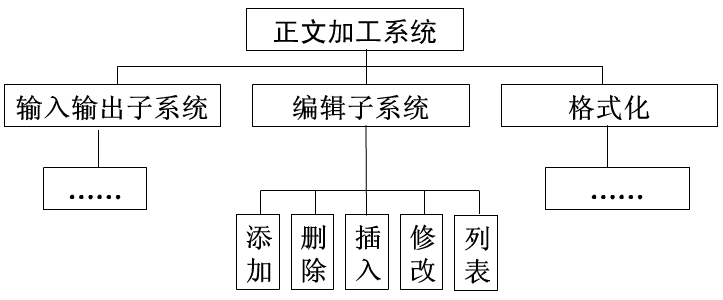 正文加工系统
输入输出子系统
编辑子系统
格式化
......
......
添加
删除
插入
修改
列表